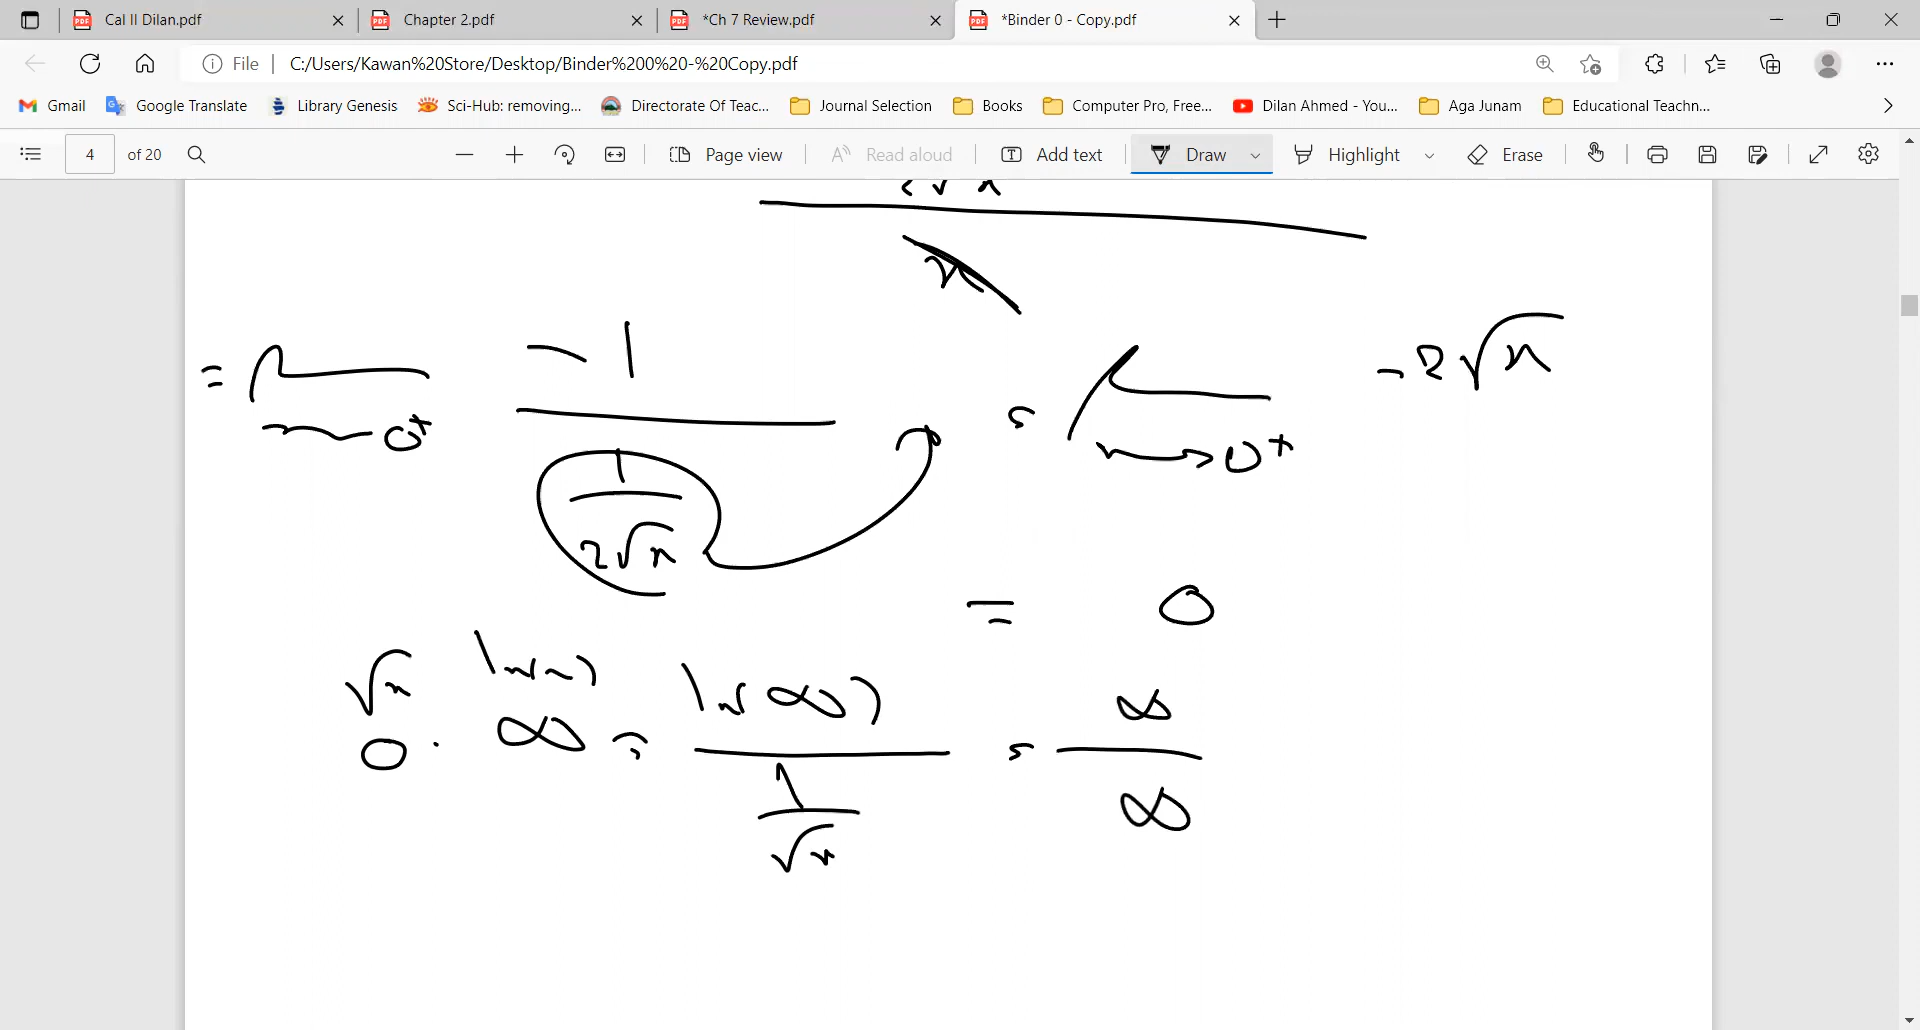 Cal II Dilan.pdf
Chapter 2.pdf
*Ch 7 Review.pdf
*Binder 0 - Copy.pdf
File C:/Users/Kawan%20Store/Desktop/Binder%200%20-%20Copy.pdf
Gmail Google Translate Library Genesis Sci-Hub: removing... Directorate Of Teac... Journal Selection Books Computer Pro, Free... Dilan Ahmed - You... Aga Junam Educational Teachn...
4 of 20 Page view Read aloud Add text Draw Highlight Erase
2√x
x
= → 0+ -1 / (1 / 2√x) = → 0+ -2√x
= 0
√x ln(x)
0 · ∞ = ln(∞) / (1 / √x) = ∞ / ∞